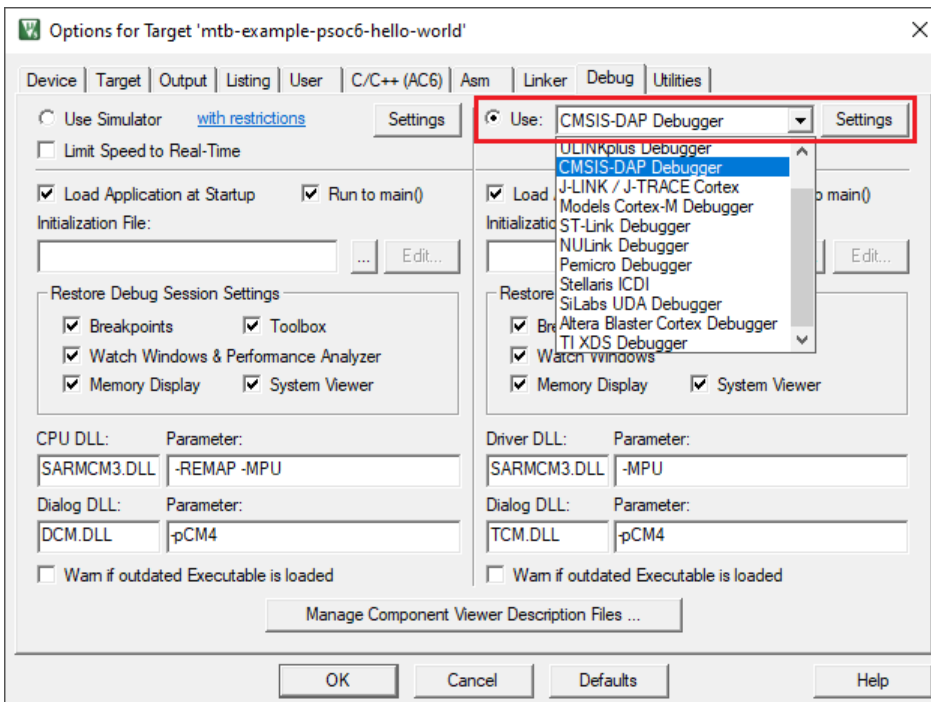 Options for Target 'mtb-example-psoc6-hello-world'
Device Target Output Listing User C/C++ (AC6) Asm Linker Debug Utilities
Use Simulator with restrictions Settings
Limit Speed to Real-Time
Load Application at Startup Run to main()
Initialization File:
... Edit...
Restore Debug Session Settings
Breakpoints Toolbox
Watch Windows & Performance Analyzer
Memory Display System Viewer
CPU DLL: Parameter:
SARMCM3.DLL -REMAP -MPU
Dialog DLL: Parameter:
DCM.DLL -pCM4
Warn if outdated Executable is loaded
Use: CMSIS-DAP Debugger Settings
ULINKplus Debugger
CMSIS-DAP Debugger
J-LINK / J-TRACE Cortex
Models Cortex-M Debugger
ST-Link Debugger
NULink Debugger
Pemicro Debugger
Stellaris ICDI
SiLabs UDA Debugger
Altera Blaster Cortex Debugger
TI XDS Debugger
Load main()
Edit...
Restore
Watch Windows
Memory Display System Viewer
Driver DLL: Parameter:
SARMCM3.DLL -MPU
Dialog DLL: Parameter:
TCM.DLL -pCM4
Warn if outdated Executable is loaded
Manage Component Viewer Description Files ...
OK Cancel Defaults Help